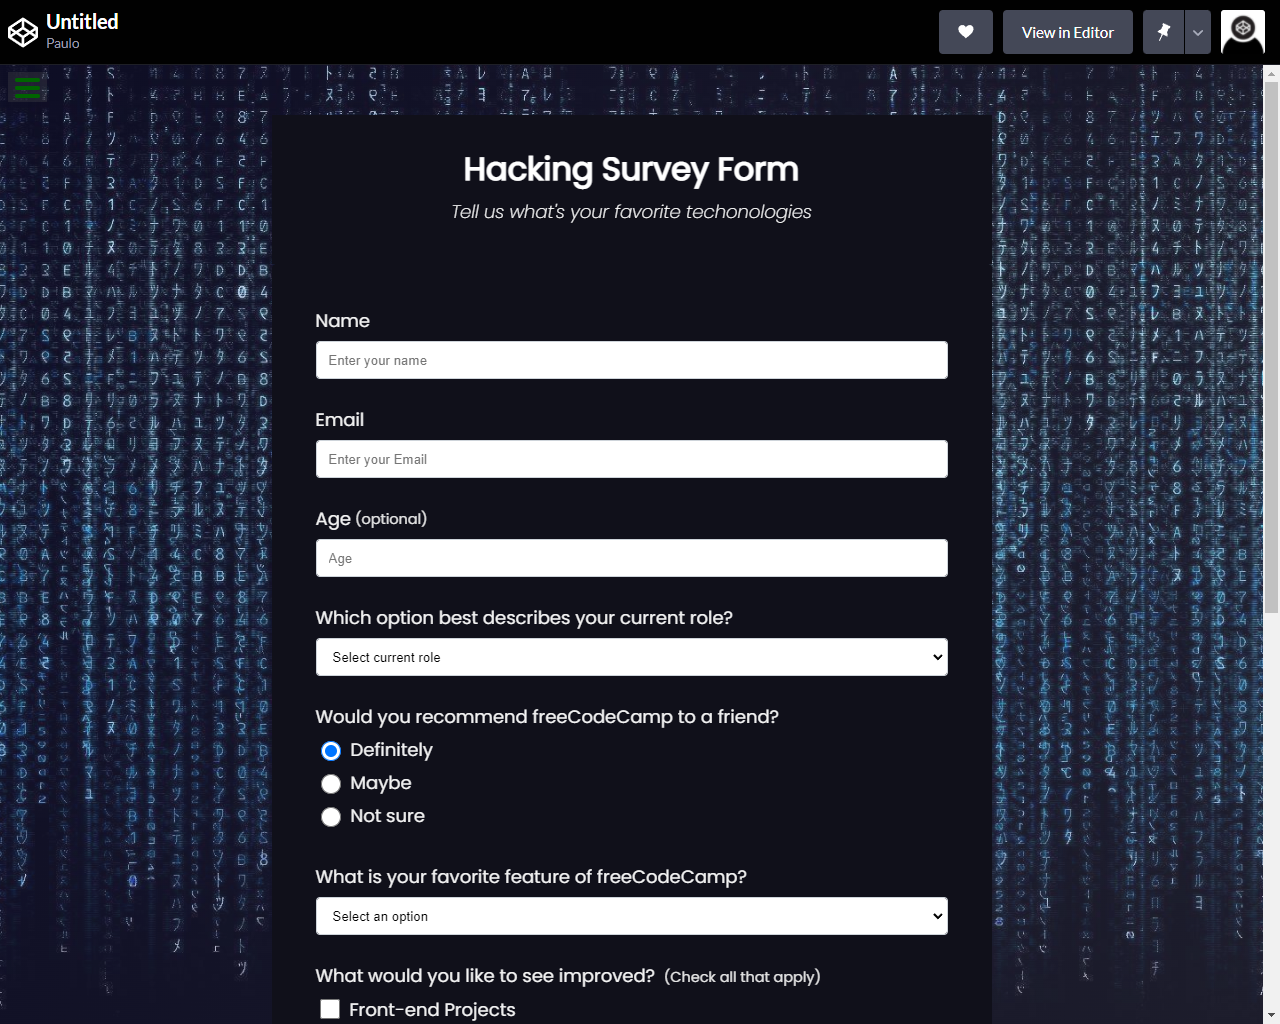 Untitled
Paulo
View in Editor
Hacking Survey Form
Tell us what's your favorite techonologies
Name
Enter your name
Email
Enter your Email
Age (optional)
Age
Which option best describes your current role?
Select current role
Would you recommend freeCodeCamp to a friend?
Definitely
Maybe
Not sure
What is your favorite feature of freeCodeCamp?
Select an option
What would you like to see improved? (Check all that apply)
Front-end Projects